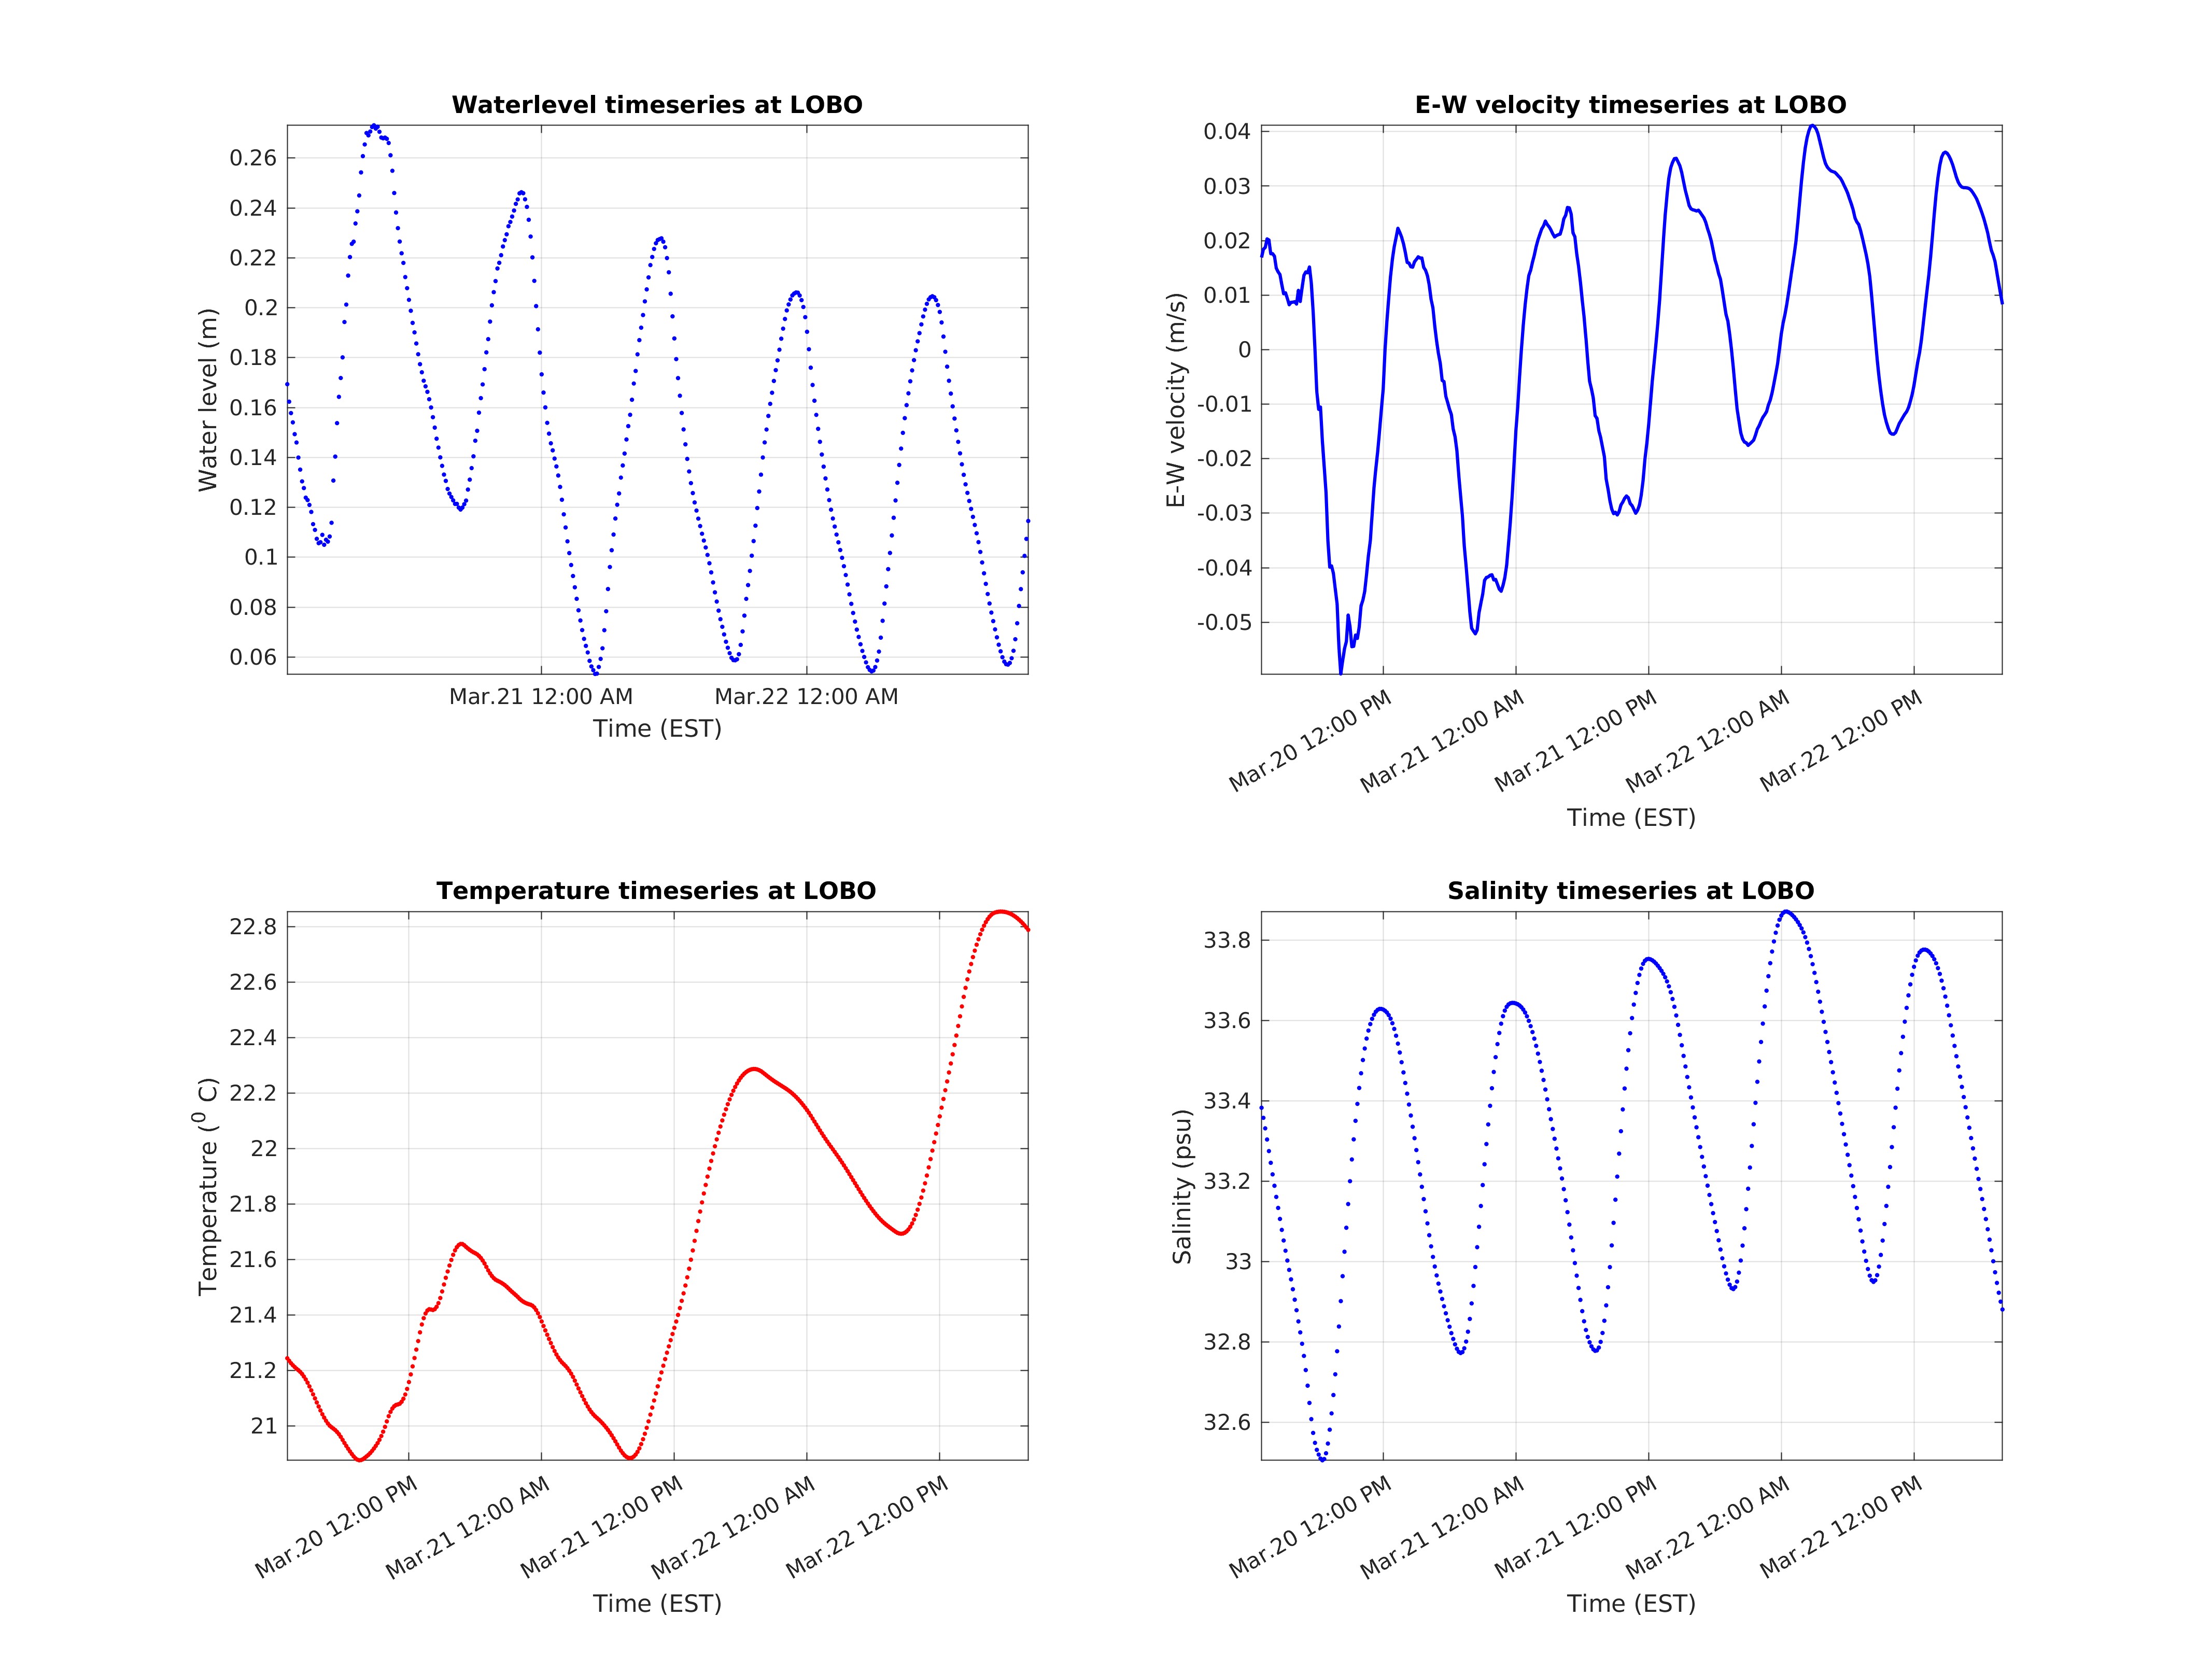 Waterlevel timeseries at LOBO
0.26
0.24
0.22
0.2
0.18
0.16
0.14
0.12
0.1
0.08
0.06
Water level (m)
Mar.21 12:00 AM Mar.22 12:00 AM
Time (EST)
E-W velocity timeseries at LOBO
0.04
0.03
0.02
0.01
0
-0.01
-0.02
-0.03
-0.04
-0.05
E-W velocity (m/s)
Mar.20 12:00 PM
Mar.21 12:00 AM
Mar.21 12:00 PM
Mar.22 12:00 AM
Mar.22 12:00 PM
Time (EST)
Temperature timeseries at LOBO
22.8
22.6
22.4
22.2
22
21.8
21.6
21.4
21.2
21
Temperature (⁰ C)
Mar.20 12:00 PM
Mar.21 12:00 AM
Mar.21 12:00 PM
Mar.22 12:00 AM
Mar.22 12:00 PM
Time (EST)
Salinity timeseries at LOBO
33.8
33.6
33.4
33.2
33
32.8
32.6
Salinity (psu)
Mar.20 12:00 PM
Mar.21 12:00 AM
Mar.21 12:00 PM
Mar.22 12:00 AM
Mar.22 12:00 PM
Time (EST)